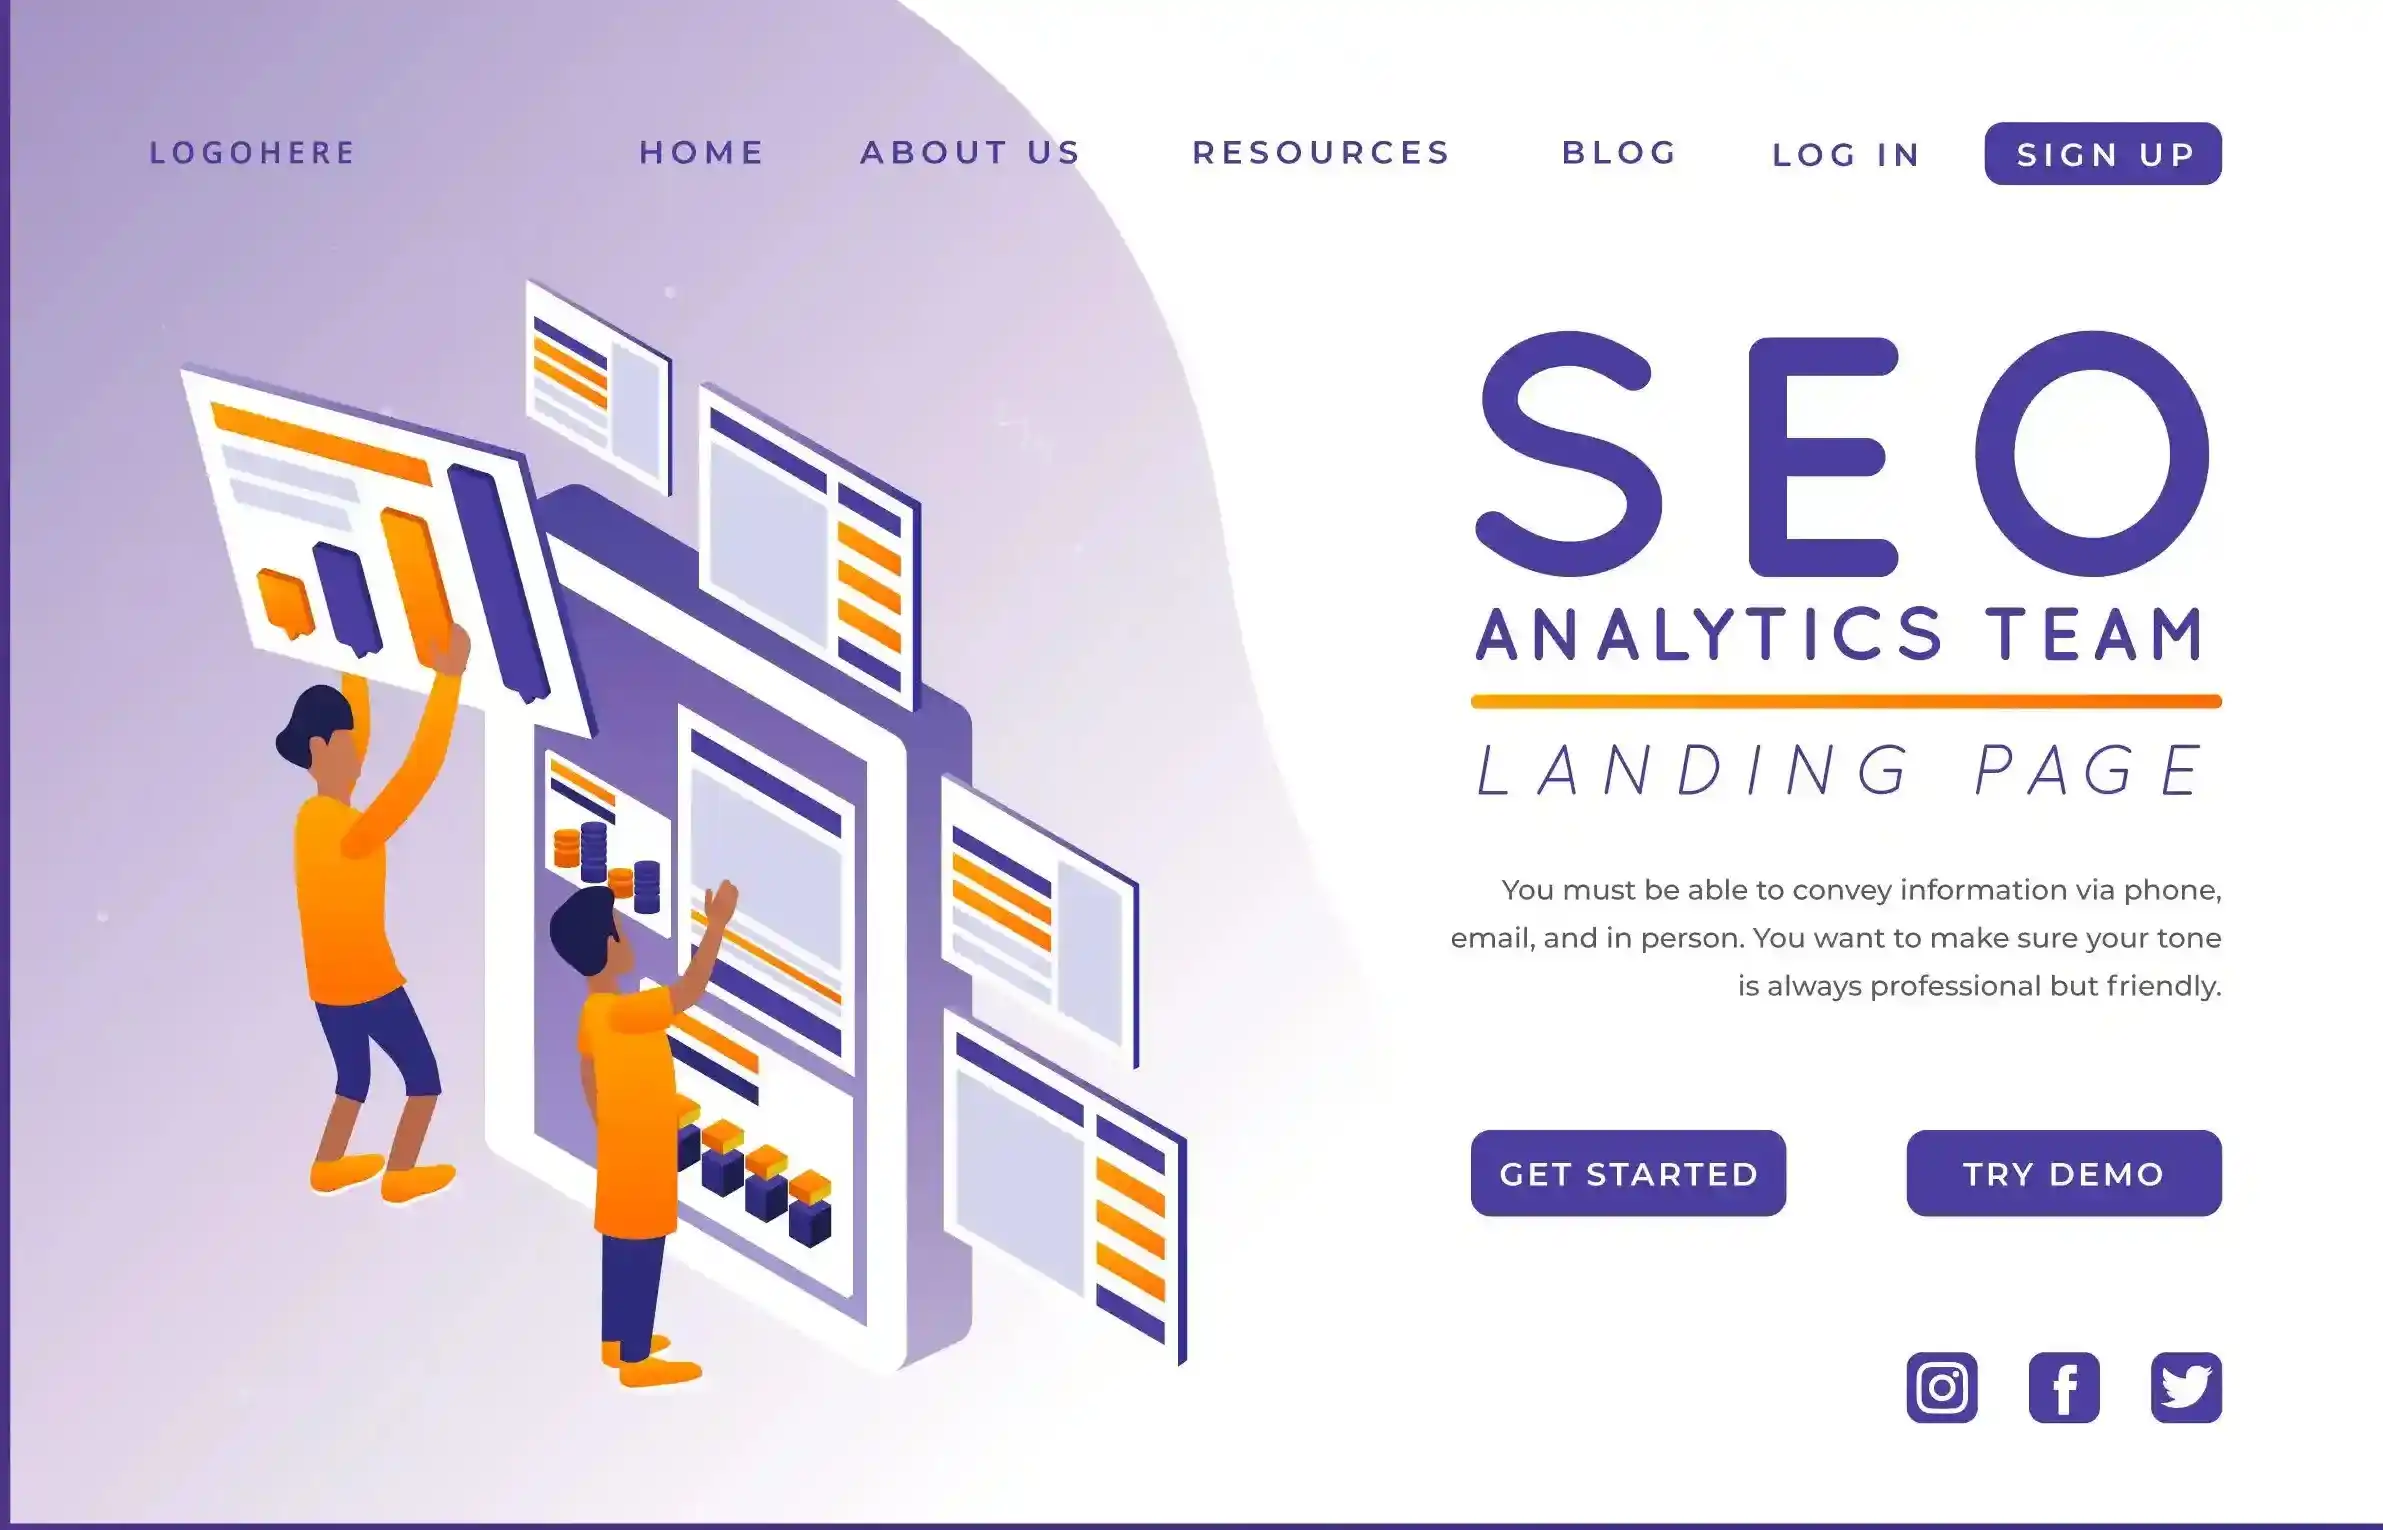 LOGOHERE HOME ABOUT US RESOURCES BLOG LOG IN SIGN UP
SEO
ANALYTICS TEAM
LANDING PAGE
You must be able to convey information via phone,
email, and in person. You want to make sure your tone
is always professional but friendly.
GET STARTED TRY DEMO